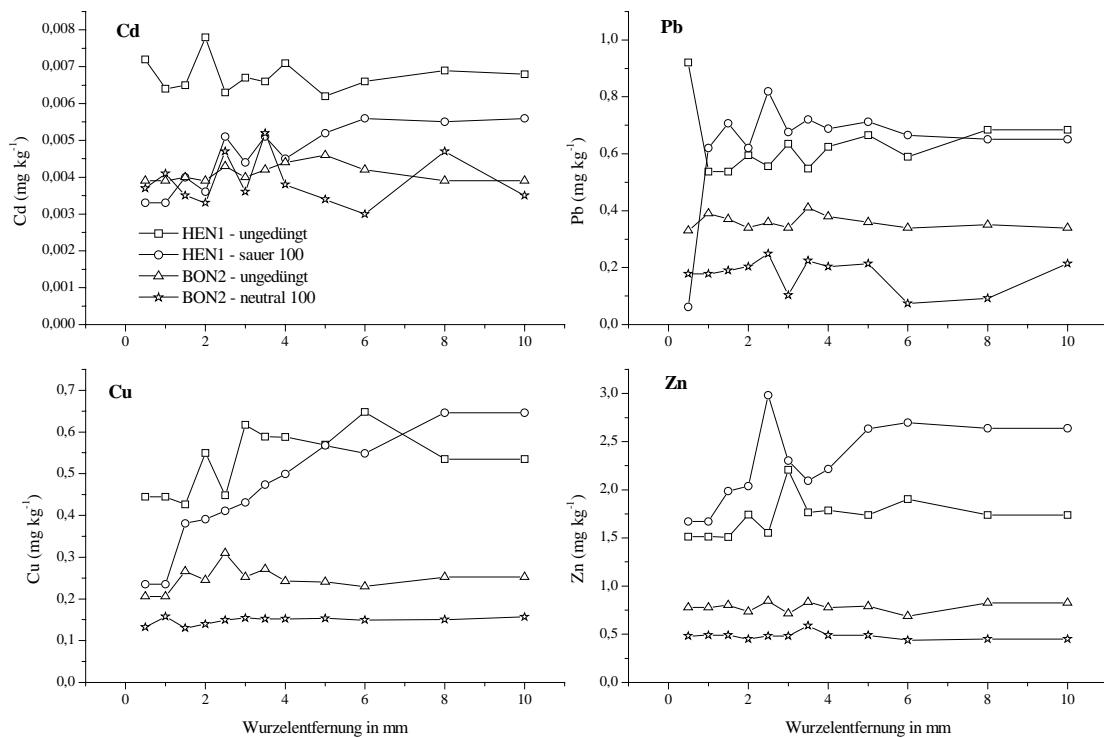 Cd
Cd (mg kg⁻¹)
0,008
0,007
0,006
0,005
0,004
0,003
0,002
0,001
0,000
HEN1 - ungedüngt
HEN1 - sauer 100
BON2 - ungedüngt
BON2 - neutral 100
0 2 4 6 8 10
Pb
Pb (mg kg⁻¹)
1,0
0,8
0,6
0,4
0,2
0,0
0 2 4 6 8 10
Cu
Cu (mg kg⁻¹)
0,7
0,6
0,5
0,4
0,3
0,2
0,1
0,0
0 2 4 6 8 10
Wurzelentfernung in mm
Zn
Zn (mg kg⁻¹)
3,0
2,5
2,0
1,5
1,0
0,5
0,0
0 2 4 6 8 10
Wurzelentfernung in mm